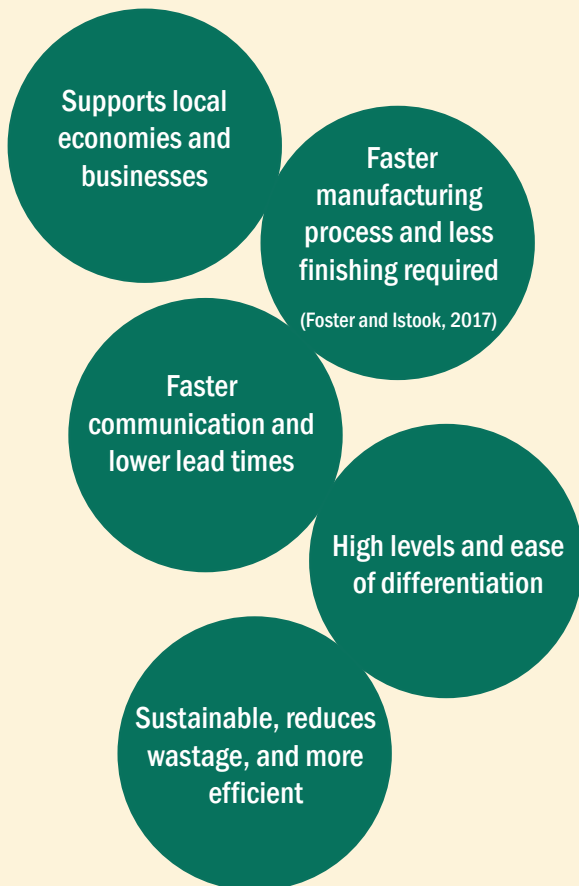 Supports local
economies and
businesses
Faster
manufacturing
process and less
finishing required
(Foster and Istook, 2017)
Faster
communication and
lower lead times
High levels and ease
of differentiation
Sustainable, reduces
wastage, and more
efficient